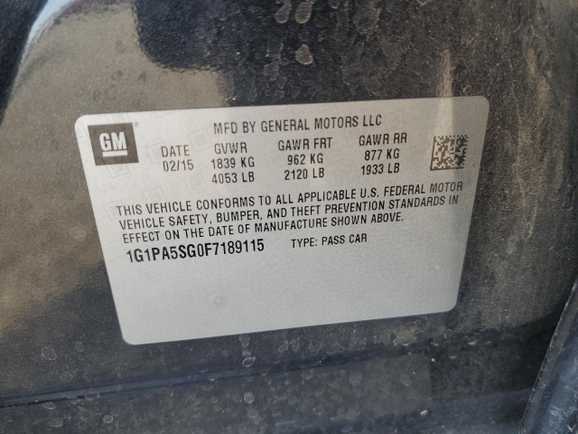 GM
MFD BY GENERAL MOTORS LLC
DATE GVWR GAWR FRT GAWR RR
02/15 1839 KG 962 KG 877 KG
4053 LB 2120 LB 1933 LB
THIS VEHICLE CONFORMS TO ALL APPLICABLE U.S. FEDERAL MOTOR
VEHICLE SAFETY, BUMPER, AND THEFT PREVENTION STANDARDS IN
EFFECT ON THE DATE OF MANUFACTURE SHOWN ABOVE.
1G1PA5SG0F7189115 TYPE: PASS CAR